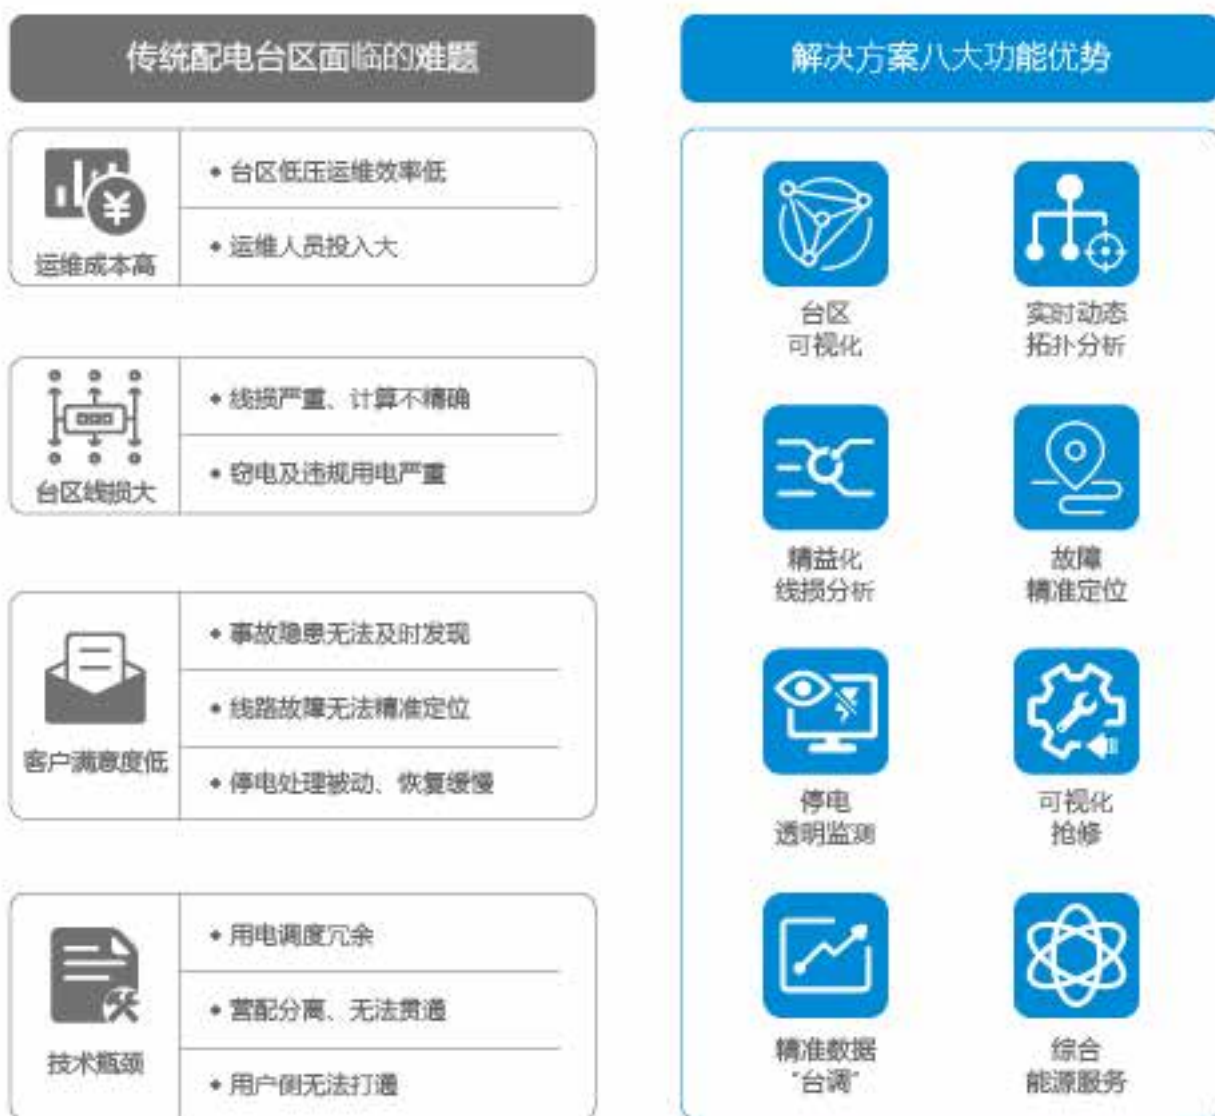 传统配电台区面临的难题
运维成本高
• 台区低压运维效率低
• 运维人员投入大
台区线损大
• 线损严重、计算不精确
• 窃电及违规用电严重
客户满意度低
• 事故隐患无法及时发现
• 线路故障无法精准定位
• 停电处理被动、恢复缓慢
技术瓶颈
• 用电调度冗余
• 营配分离、无法贯通
• 用户侧无法打通
解决方案八大功能优势
台区
可视化
实时动态
拓扑分析
精益化
线损分析
故障
精准定位
停电
透明监测
可视化
抢修
精准数据
"台调"
综合
能源服务